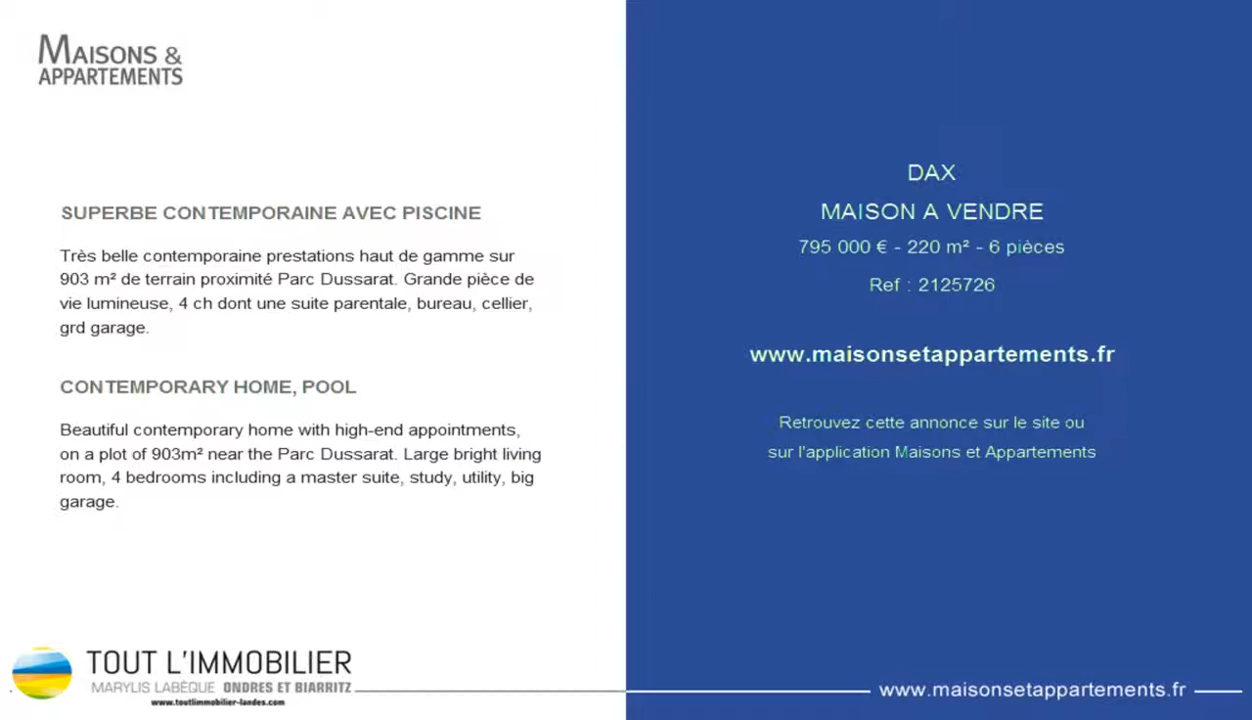 MAISONS &
APPARTEMENTS
SUPERBE CONTEMPORAINE AVEC PISCINE
Très belle contemporaine prestations haut de gamme sur
903 m² de terrain proximité Parc Dussarat. Grande pièce de
vie lumineuse, 4 ch dont une suite parentale, bureau, cellier,
grd garage.
CONTEMPORARY HOME, POOL
Beautiful contemporary home with high-end appointments,
on a plot of 903m² near the Parc Dussarat. Large bright living
room, 4 bedrooms including a master suite, study, utility, big
garage.
TOUT L'IMMOBILIER
MARYLIS LABÈQUE ONDRES ET BIARRITZ
www.toutlimmobilier-landes.com
DAX
MAISON A VENDRE
795 000 € - 220 m² - 6 pièces
Ref : 2125726
www.maisonsetappartements.fr
Retrouvez cette annonce sur le site ou
sur l'application Maisons et Appartements
www.maisonsetappartements.fr